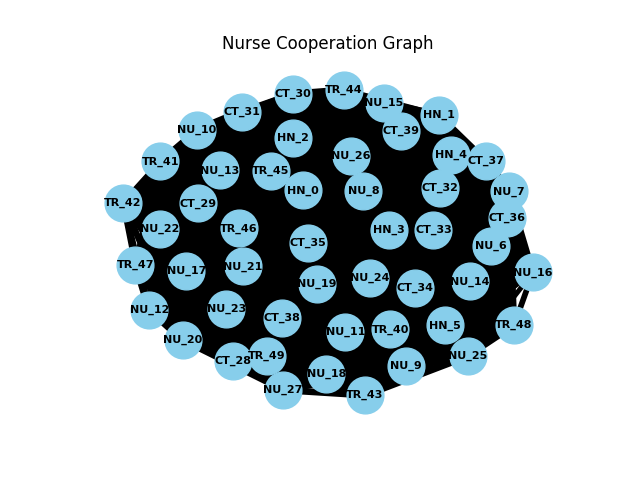 Nurse Cooperation Graph
TR_44
CT_30
NU_15
CT_31
HN_1
NU_10
CT_39
HN_2
HN_4
NU_26
TR_41
CT_37
NU_13
TR_45
CT_32
HN_0
NU_8
NU_7
TR_42
CT_29
CT_36
NU_22
TR_46
HN_3
CT_33
CT_35
NU_6
TR_47
NU_21
NU_17
NU_16
NU_24
NU_14
NU_19
CT_34
NU_12
NU_23
CT_38
TR_48
HN_5
TR_40
NU_11
NU_20
TR_49
NU_25
CT_28
NU_9
NU_18
NU_27
TR_43